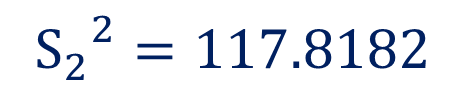 S₂² = 117.8182